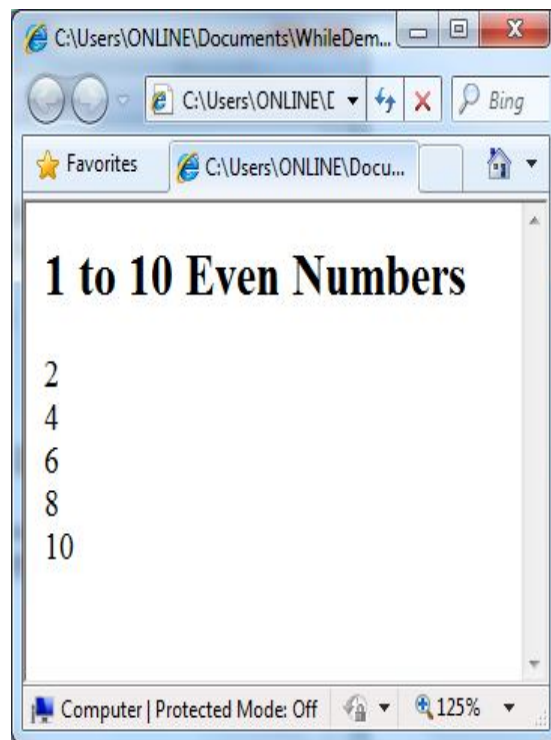 C:\Users\ONLINE\Documents\WhileDem...
C:\Users\ONLINE\D
Bing
Favorites
C:\Users\ONLINE\Docu...
1 to 10 Even Numbers
2
4
6
8
10
Computer | Protected Mode: Off
125%